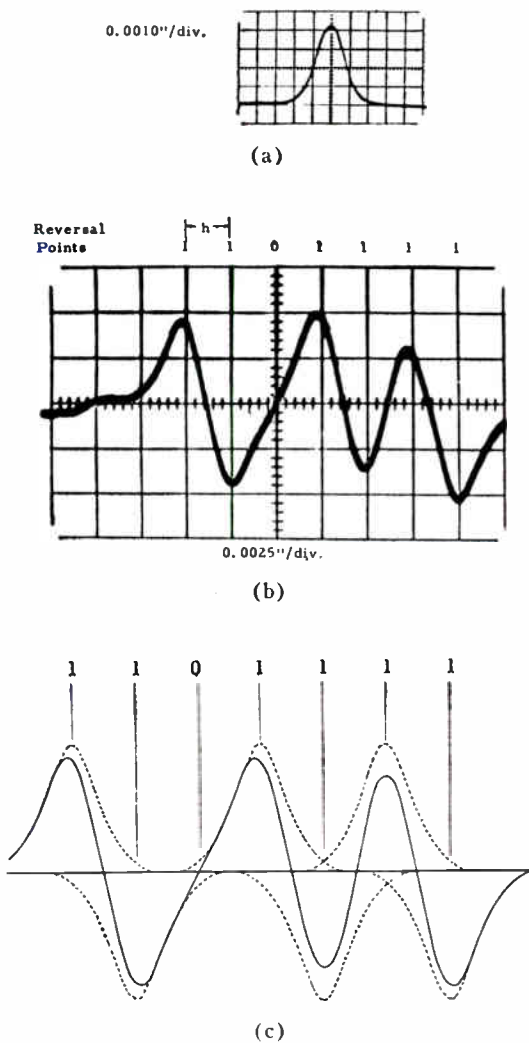 0.0010"/div.
(a)
Reversal h
Points 1 1 0 1 1 1 1
0.0025"/div.
(b)
1 1 0 1 1 1 1
(c)